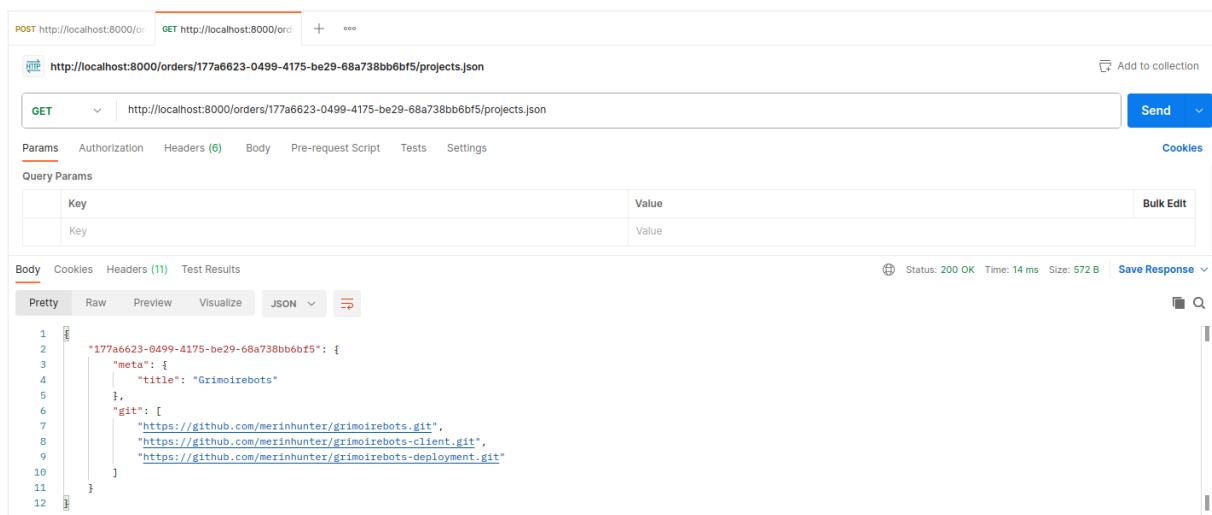 POST http://localhost:8000/or GET http://localhost:8000/ord
HTTP http://localhost:8000/orders/177a6623-0499-4175-be29-68a738bb6bf5/projects.json Add to collection
GET http://localhost:8000/orders/177a6623-0499-4175-be29-68a738bb6bf5/projects.json Send
Params Authorization Headers (6) Body Pre-request Script Tests Settings Cookies
Query Params
Key Value Bulk Edit
Key Value
Body Cookies Headers (11) Test Results Status: 200 OK Time: 14 ms Size: 572 B Save Response
Pretty Raw Preview Visualize JSON
1 {
2 "177a6623-0499-4175-be29-68a738bb6bf5": {
3 "meta": {
4 "title": "Grimoirebots"
5 },
6 "git": [
7 "https://github.com/merinhunter/grimoirebots.git",
8 "https://github.com/merinhunter/grimoirebots-client.git",
9 "https://github.com/merinhunter/grimoirebots-deployment.git"
10 ]
11 }
12 }